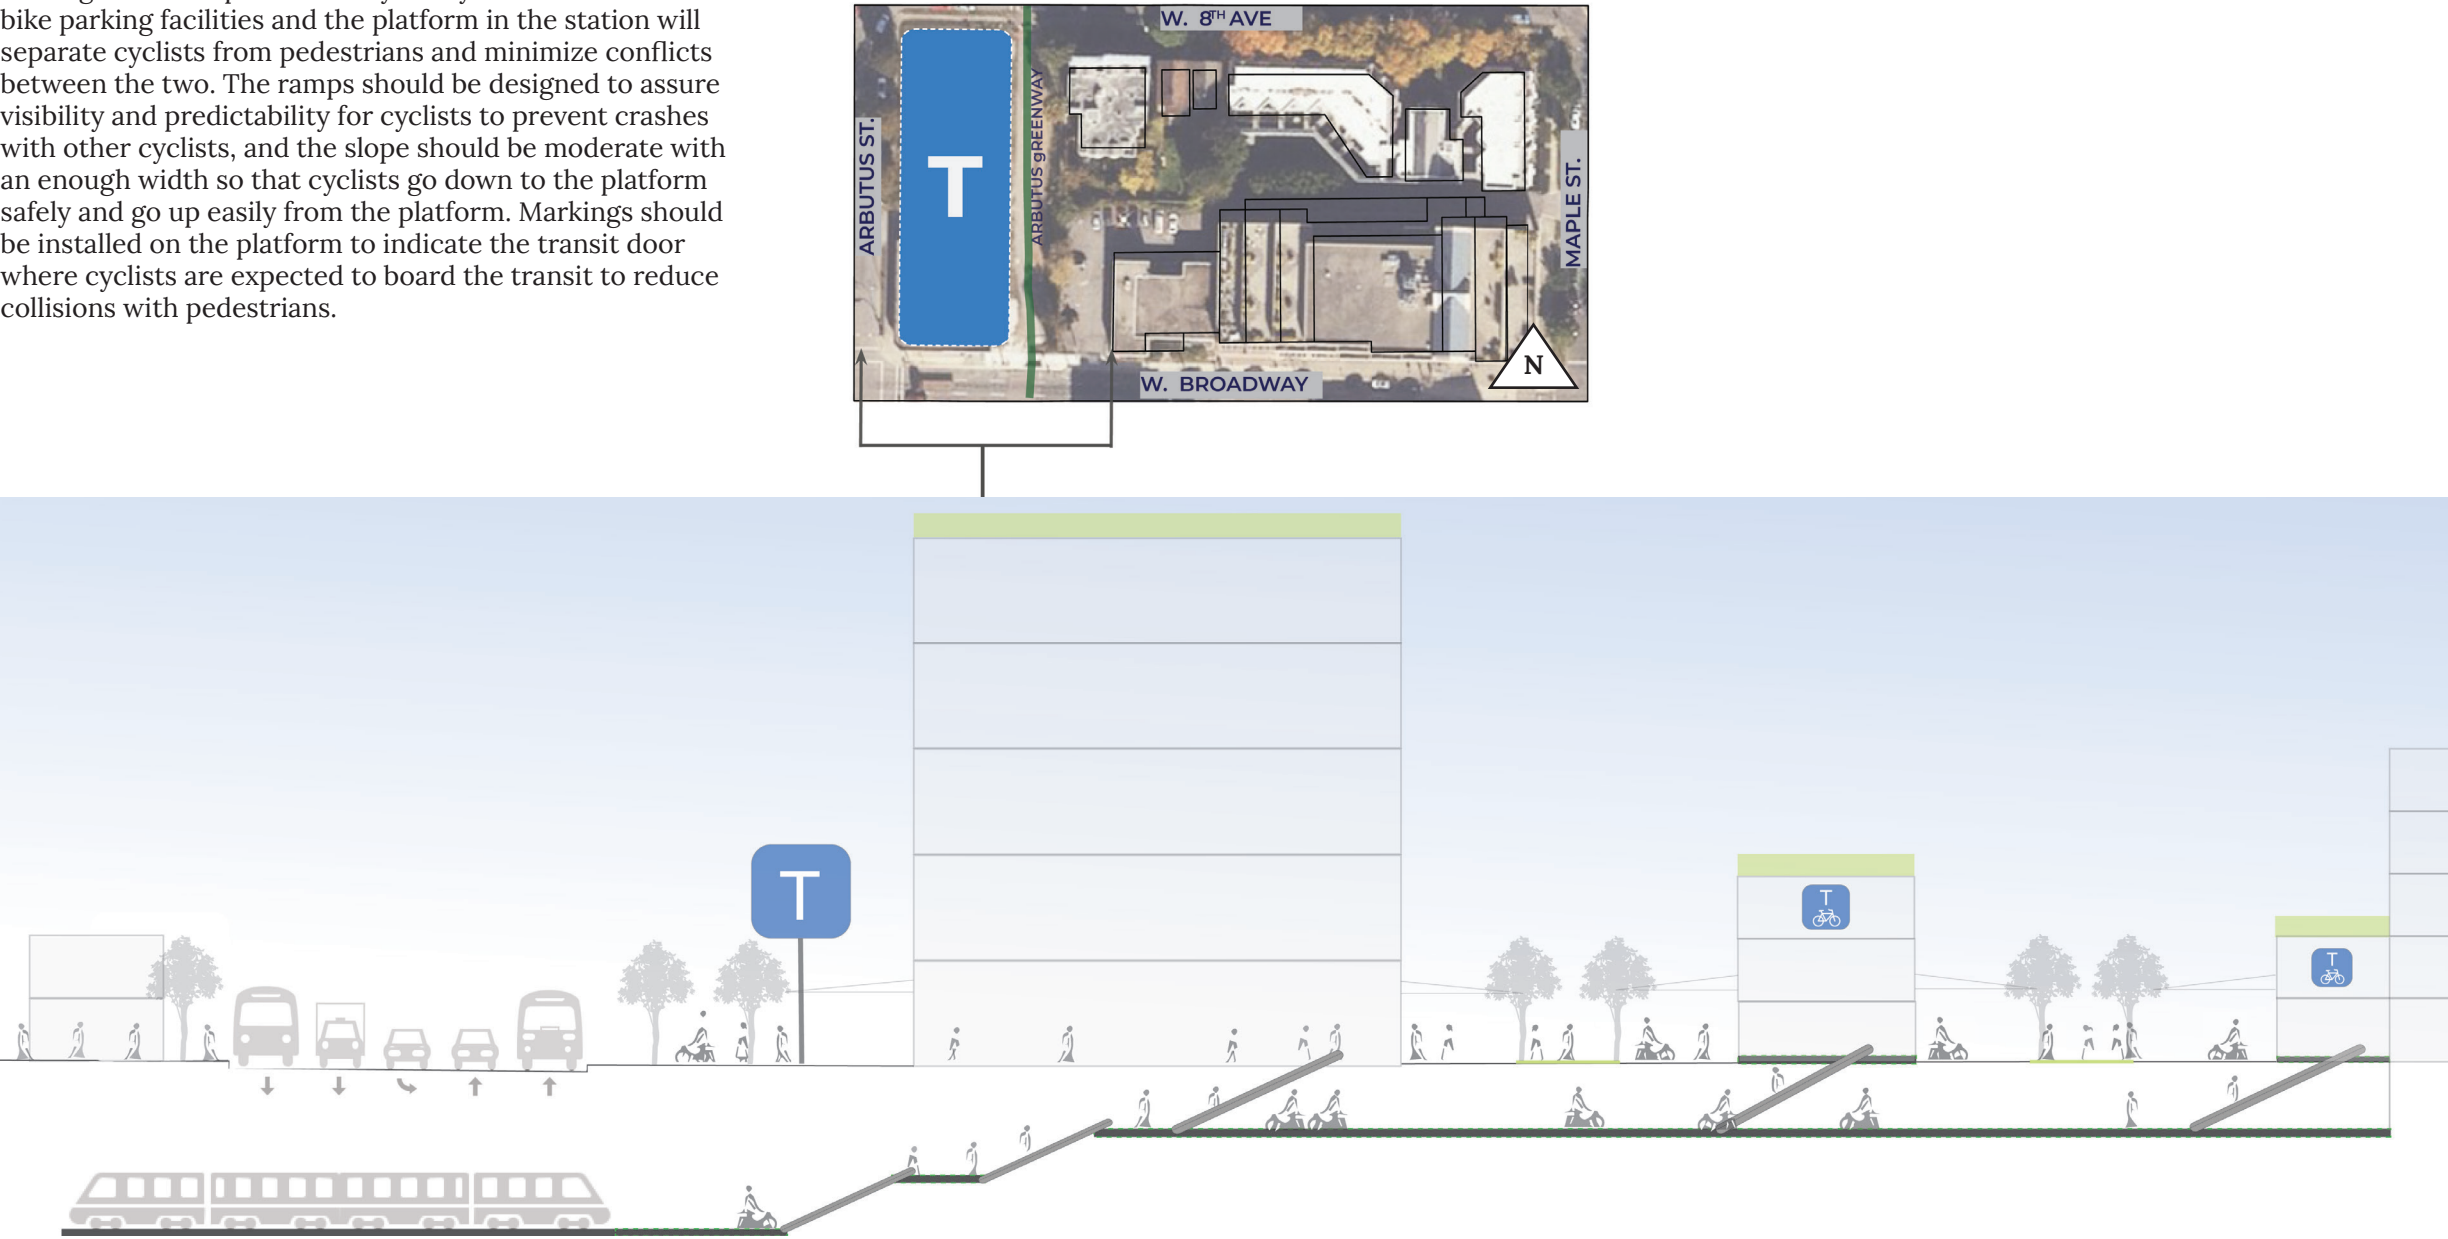 bike parking facilities and the platform in the station will
separate cyclists from pedestrians and minimize conflicts
between the two. The ramps should be designed to assure
visibility and predictability for cyclists to prevent crashes
with other cyclists, and the slope should be moderate with
an enough width so that cyclists go down to the platform
safely and go up easily from the platform. Markings should
be installed on the platform to indicate the transit door
where cyclists are expected to board the transit to reduce
collisions with pedestrians.
W. 8TH AVE
ARBUTUS ST.
T
ARBUTUS gREENWAY
MAPLE ST.
W. BROADWAY
N
T
T
T